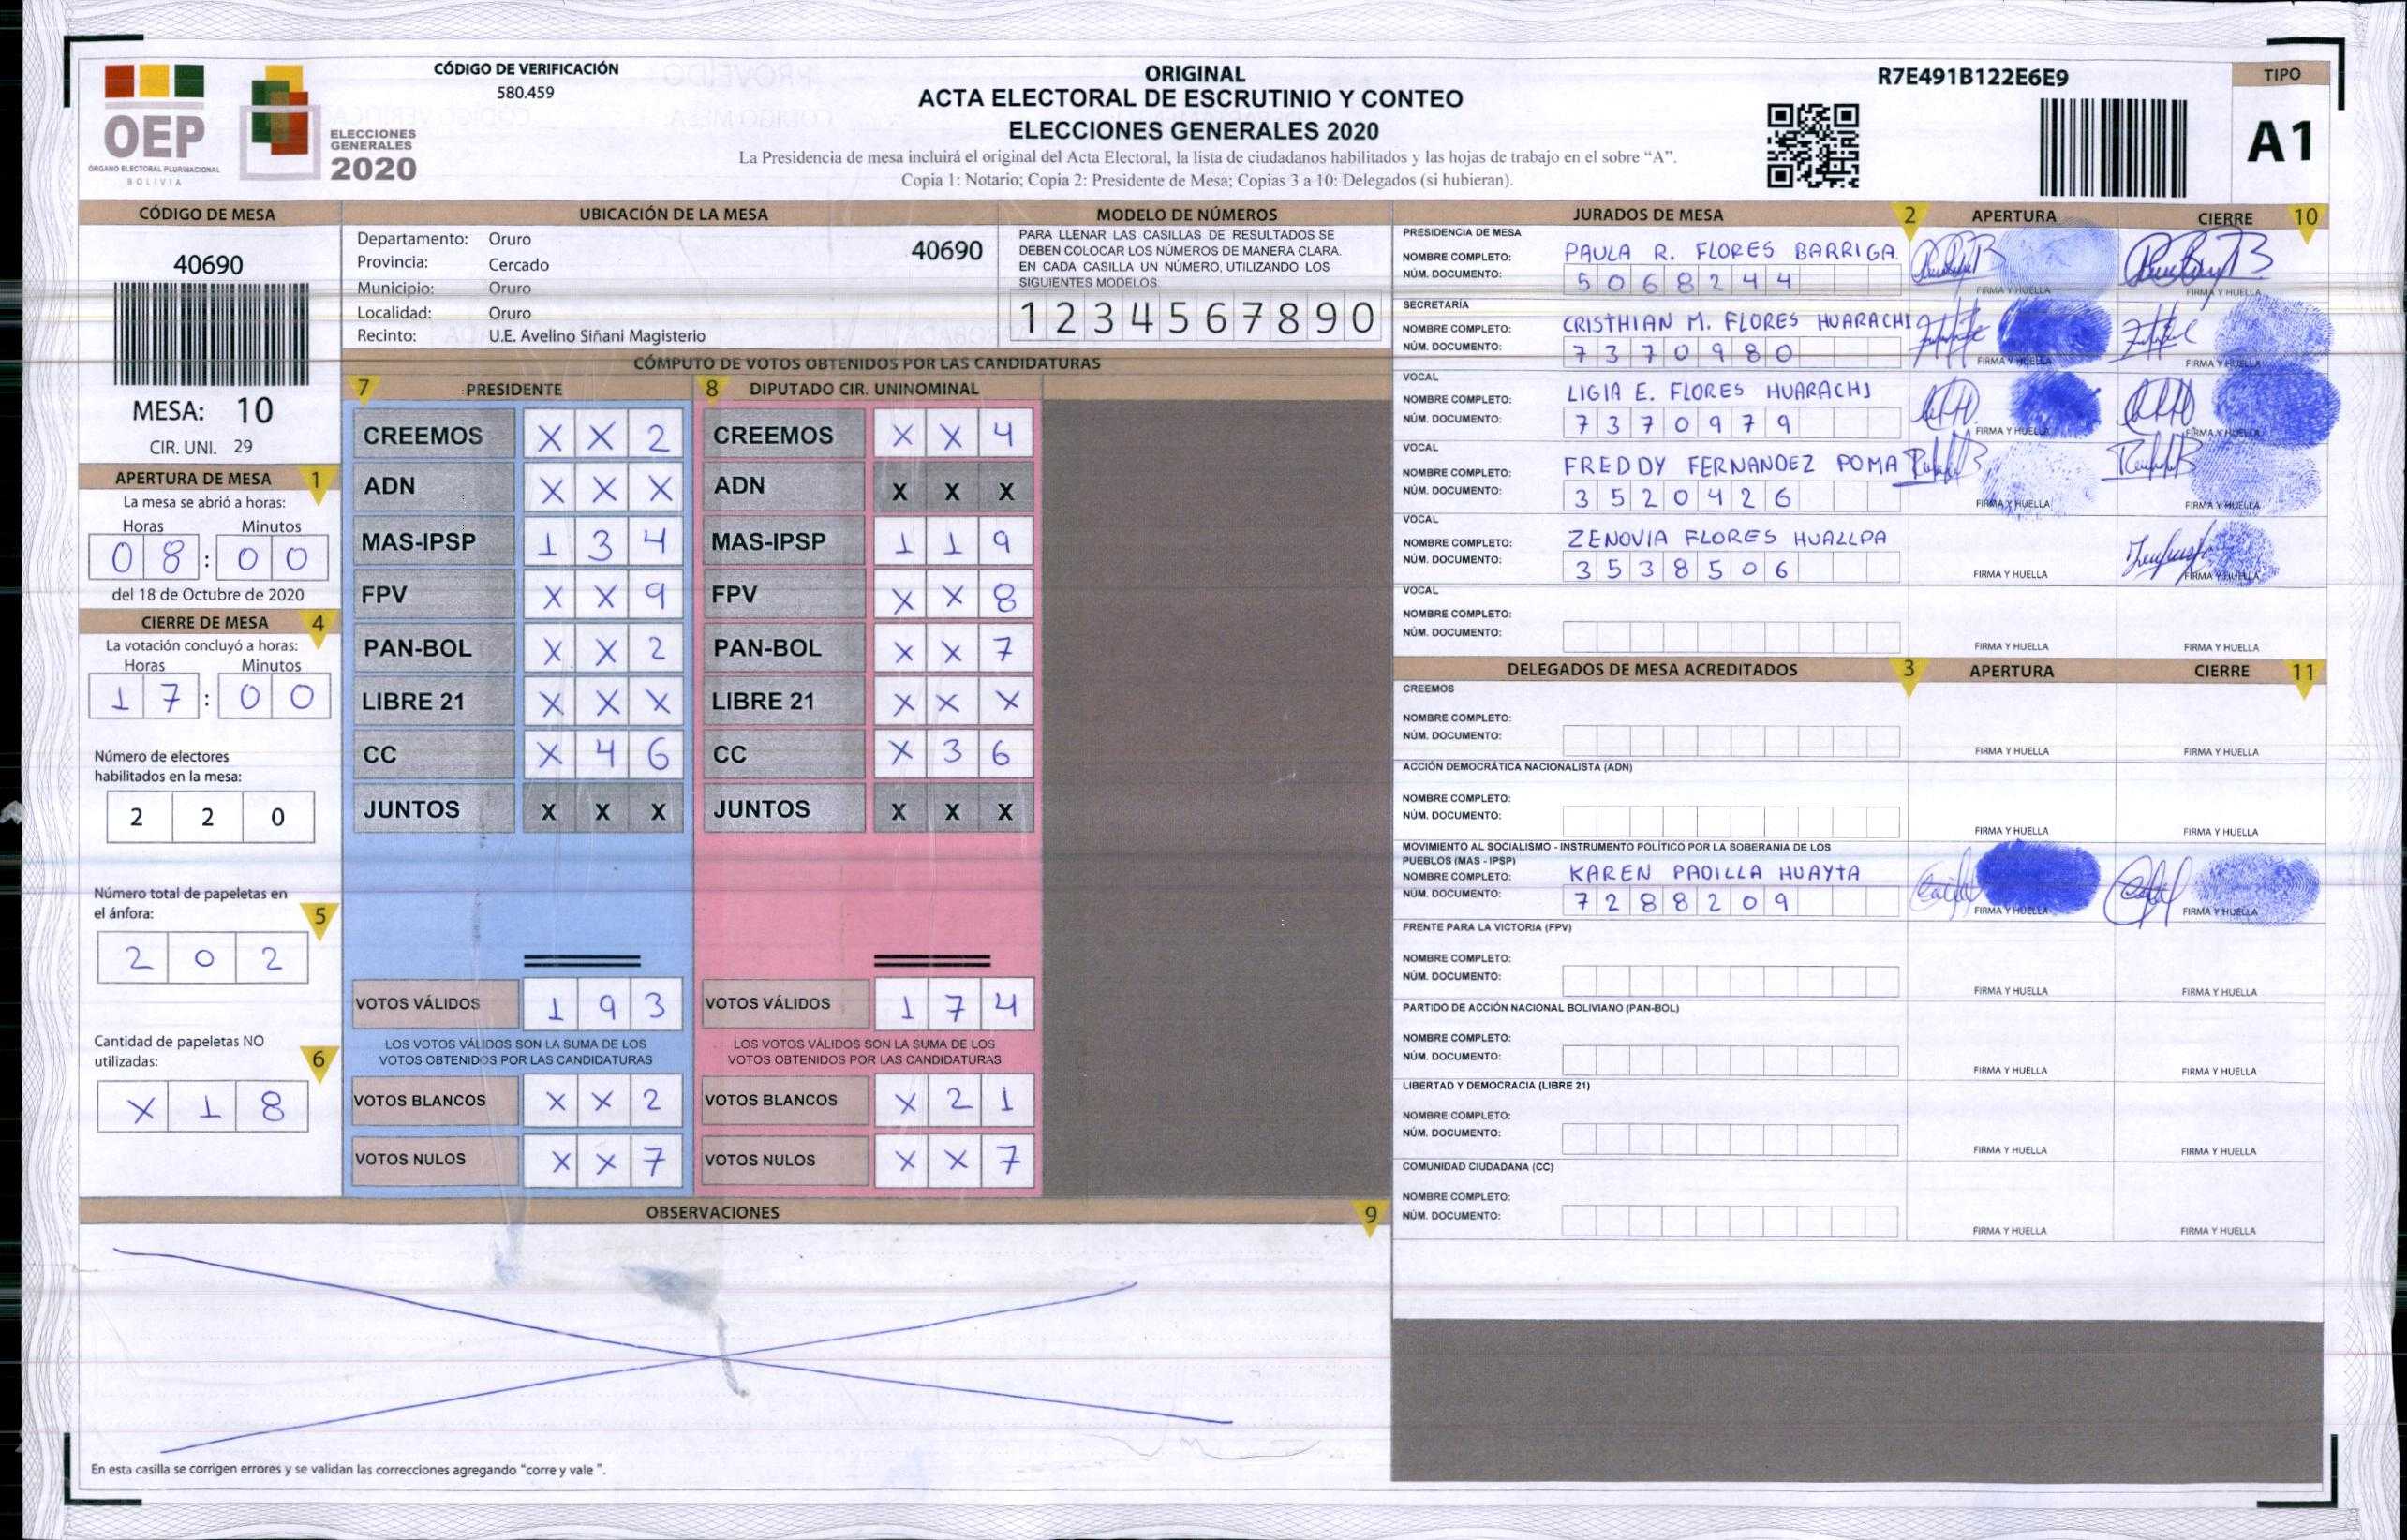 OEP
ÓRGANO ELECTORAL PLURINACIONAL
BOLIVIA
ELECCIONES
GENERALES
2020
CÓDIGO DE VERIFICACIÓN
580.459
ORIGINAL
ACTA ELECTORAL DE ESCRUTINIO Y CONTEO
ELECCIONES GENERALES 2020
La Presidencia de mesa incluirá el original del Acta Electoral, la lista de ciudadanos habilitados y las hojas de trabajo en el sobre “A”.
Copia 1: Notario; Copia 2: Presidente de Mesa; Copias 3 a 10: Delegados (si hubieran).
R7E491B122E6E9
TIPO
A1
CÓDIGO DE MESA
40690
MESA: 10
CIR. UNI. 29
APERTURA DE MESA 1
La mesa se abrió a horas:
Horas Minutos
0 8 : 0 0
del 18 de Octubre de 2020
CIERRE DE MESA 4
La votación concluyó a horas:
Horas Minutos
1 7 : 0 0
Número de electores
habilitados en la mesa:
2 2 0
Número total de papeletas en
el ánfora: 5
2 0 2
Cantidad de papeletas NO
utilizadas: 6
X 1 8
UBICACIÓN DE LA MESA
Departamento: Oruro 40690
Provincia: Cercado
Municipio: Oruro
Localidad: Oruro
Recinto: U.E. Avelino Siñani Magisterio
MODELO DE NÚMEROS
PARA LLENAR LAS CASILLAS DE RESULTADOS SE
DEBEN COLOCAR LOS NÚMEROS DE MANERA CLARA.
EN CADA CASILLA UN NÚMERO, UTILIZANDO LOS
SIGUIENTES MODELOS
1 2 3 4 5 6 7 8 9 0
CÓMPUTO DE VOTOS OBTENIDOS POR LAS CANDIDATURAS
7 PRESIDENTE 8 DIPUTADO CIR. UNINOMINAL
CREEMOS X X 2 CREEMOS X X 4
ADN X X X ADN X X X
MAS-IPSP 1 3 4 MAS-IPSP 1 1 9
FPV X X 9 FPV X X 8
PAN-BOL X X 2 PAN-BOL X X 7
LIBRE 21 X X X LIBRE 21 X X X
CC X 4 6 CC X 3 6
JUNTOS X X X JUNTOS X X X
VOTOS VÁLIDOS 1 9 3 VOTOS VÁLIDOS 1 7 4
LOS VOTOS VÁLIDOS SON LA SUMA DE LOS LOS VOTOS VÁLIDOS SON LA SUMA DE LOS
VOTOS OBTENIDOS POR LAS CANDIDATURAS VOTOS OBTENIDOS POR LAS CANDIDATURAS
VOTOS BLANCOS X X 2 VOTOS BLANCOS X 2 1
VOTOS NULOS X X 7 VOTOS NULOS X X 7
OBSERVACIONES 9
En esta casilla se corrigen errores y se validan las correcciones agregando “corre y vale ”.
JURADOS DE MESA 2 APERTURA CIERRE 10
PRESIDENCIA DE MESA
NOMBRE COMPLETO: PAULA R. FLORES BARRIGA.
NÚM. DOCUMENTO: 5 0 6 8 2 4 4
FIRMA Y HUELLA FIRMA Y HUELLA
SECRETARÍA
NOMBRE COMPLETO: CRISTHIAN M. FLORES HUARACHI
NÚM. DOCUMENTO: 7 3 7 0 9 8 0
FIRMA Y HUELLA FIRMA Y HUELLA
VOCAL
NOMBRE COMPLETO: LIGIA E. FLORES HUARACHI
NÚM. DOCUMENTO: 7 3 7 0 9 7 9
FIRMA Y HUELLA FIRMA Y HUELLA
VOCAL
NOMBRE COMPLETO: FREDDY FERNANDEZ POMA
NÚM. DOCUMENTO: 3 5 2 0 4 2 6
FIRMA Y HUELLA FIRMA Y HUELLA
VOCAL
NOMBRE COMPLETO: ZENOVIA FLORES HUALLPA
NÚM. DOCUMENTO: 3 5 3 8 5 0 6
FIRMA Y HUELLA FIRMA Y HUELLA
VOCAL
NOMBRE COMPLETO:
NÚM. DOCUMENTO:
FIRMA Y HUELLA FIRMA Y HUELLA
DELEGADOS DE MESA ACREDITADOS 3 APERTURA CIERRE 11
CREEMOS
NOMBRE COMPLETO:
NÚM. DOCUMENTO:
FIRMA Y HUELLA FIRMA Y HUELLA
ACCIÓN DEMOCRÁTICA NACIONALISTA (ADN)
NOMBRE COMPLETO:
NÚM. DOCUMENTO:
FIRMA Y HUELLA FIRMA Y HUELLA
MOVIMIENTO AL SOCIALISMO - INSTRUMENTO POLÍTICO POR LA SOBERANIA DE LOS
PUEBLOS (MAS - IPSP)
NOMBRE COMPLETO: KAREN PADILLA HUAYTA
NÚM. DOCUMENTO: 7 2 8 8 2 0 9
FIRMA Y HUELLA FIRMA Y HUELLA
FRENTE PARA LA VICTORIA (FPV)
NOMBRE COMPLETO:
NÚM. DOCUMENTO:
FIRMA Y HUELLA FIRMA Y HUELLA
PARTIDO DE ACCIÓN NACIONAL BOLIVIANO (PAN-BOL)
NOMBRE COMPLETO:
NÚM. DOCUMENTO:
FIRMA Y HUELLA FIRMA Y HUELLA
LIBERTAD Y DEMOCRACIA (LIBRE 21)
NOMBRE COMPLETO:
NÚM. DOCUMENTO:
FIRMA Y HUELLA FIRMA Y HUELLA
COMUNIDAD CIUDADANA (CC)
NOMBRE COMPLETO:
NÚM. DOCUMENTO:
FIRMA Y HUELLA FIRMA Y HUELLA